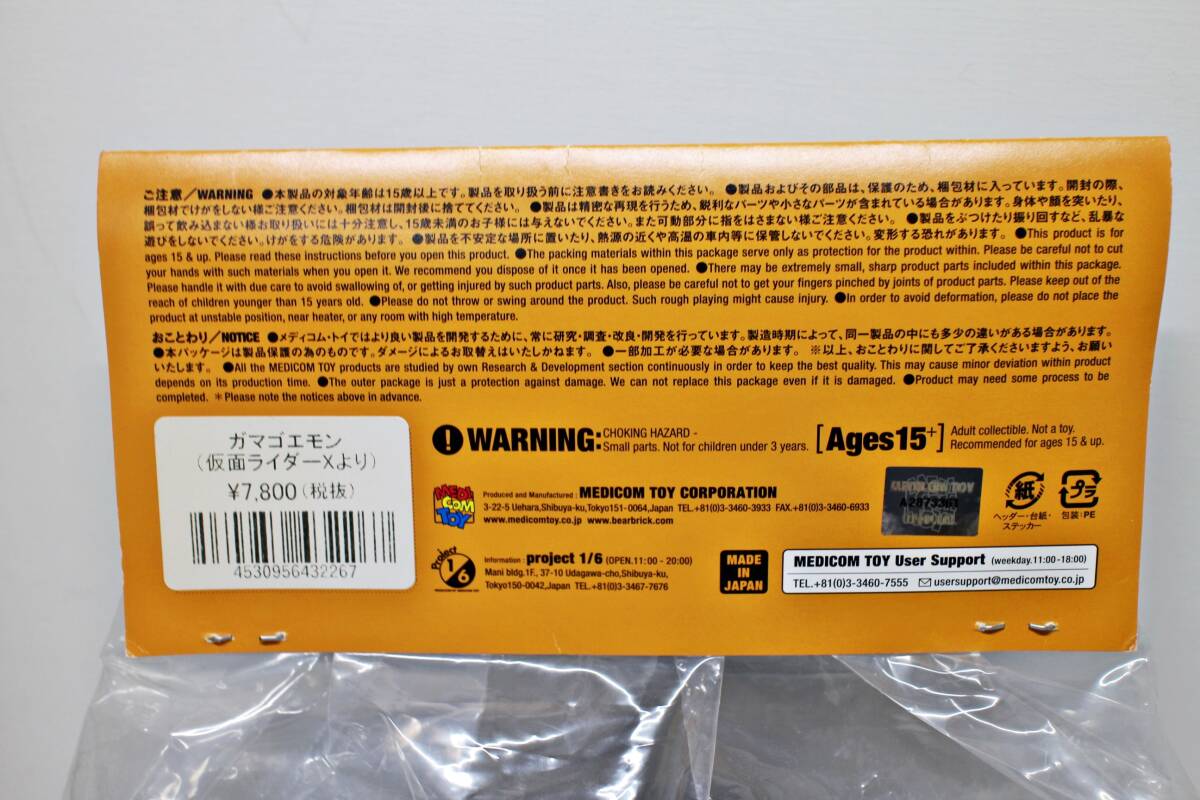 ご注意/WARNING ●本製品の対象年齢は15歳以上です。製品を取り扱う前に注意書きをお読みください。 ●製品およびその部品は、保護のため、梱包材に入っています。開封の際、
梱包材でけがをしない様ご注意ください。梱包材は開封後に捨ててください。 ●製品は精密な再現を行うため、鋭利なパーツや小さなパーツが含まれている場合があります。身体や顔を突いたり、
誤って飲み込まない様お取り扱いには十分注意し、15歳未満のお子様には与えないでください。また可動部分に指をはさまない様ご注意ください。 ●製品をぶつけたり振り回すなど、乱暴な
遊びをしないでください。けがをする危険があります。 ●製品を不安定な場所に置いたり、熱源の近くや高温の車内等に保管しないでください。変形する恐れがあります。 ●This product is for
ages 15 & up. Please read these instructions before you open this product. ●The packing materials within this package serve only as protection for the product within. Please be careful not to cut
your hands with such materials when you open it. We recommend you dispose of it once it has been opened. ●There may be extremely small, sharp product parts included within this package.
Please handle it with due care to avoid swallowing of, or getting injured by such product parts. Also, please be careful not to get your fingers pinched by joints of product parts. Please keep out of the
reach of children younger than 15 years old. ●Please do not throw or swing around the product. Such rough playing might cause injury. ●In order to avoid deformation, please do not place the
product at unstable position, near heater, or any room with high temperature.
おことわり/NOTICE ●メディコム・トイではより良い製品を開発するために、常に研究・調査・改良・開発を行っています。製造時期によって、同一製品の中にも多少の違いがある場合があります。
●本パッケージは製品保護の為のものです。ダメージによるお取替えはいたしかねます。 ●一部加工が必要な場合があります。 ※以上、おことわりに関してご了承くださいますよう、お願い
いたします。 ●All the MEDICOM TOY products are studied by own Research & Development section continuously in order to keep the best quality. This may cause minor deviation within product
depends on its production time. ●The outer package is just a protection against damage. We can not replace this package even if it is damaged. ●Product may need some process to be
completed. ＊Please note the notices above in advance.
ガマゴエモン
(仮面ライダーXより)
¥7,800(税抜)
4530956432267
WARNING: CHOKING HAZARD -
Small parts. Not for children under 3 years.
[Ages15+] Adult collectible. Not a toy.
Recommended for ages 15 & up.
MEDI
COM
TOY
Produced and Manufactured : MEDICOM TOY CORPORATION
3-22-5 Uehara,Shibuya-ku,Tokyo151-0064,Japan TEL.+81(0)3-3460-3933 FAX.+81(0)3-3460-6933
www.medicomtoy.co.jp www.bearbrick.com
紙
ヘッダー・台紙・
ステッカー
プラ
包装:PE
Project
1/6
Information : project 1/6 (OPEN.11:00 - 20:00)
Mani bldg.1F., 37-10 Udagawa-cho,Shibuya-ku,
Tokyo150-0042,Japan TEL.+81(0)3-3467-7676
MADE
IN
JAPAN
MEDICOM TOY User Support (weekday.11:00-18:00)
TEL.+81(0)3-3460-7555 usersupport@medicomtoy.co.jp